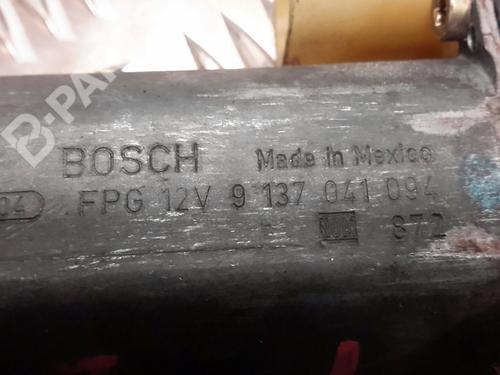 B-PA
BOSCH Made in Mexico
04 FPG 12V 9 137 041 094
872